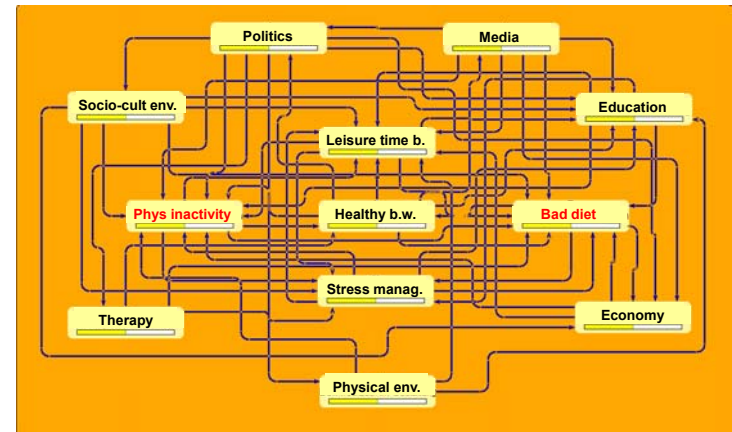 Politics
Media
Socio-cult env.
Education
Leisure time b.
Phys inactivity
Healthy b.w.
Bad diet
Stress manag.
Therapy
Economy
Physical env.